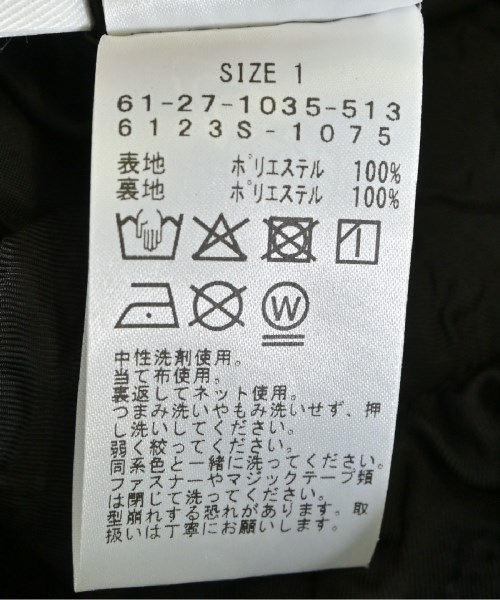 SIZE 1
61-27-1035-513
6123S-1075
表地 ポリエステル 100%
裏地 ポリエステル 100%
W
中性洗剤使用。
当て布使用。
裏返してネット使用。
つまみ洗いやもみ洗いせず、押
し洗いしてください。
弱く絞ってください。
同系色と一緒に洗ってください。
ファスナーやマジックテープ類
は閉じて洗ってください。
型崩れする恐れがあります。取
扱いは丁寧にお願いします。